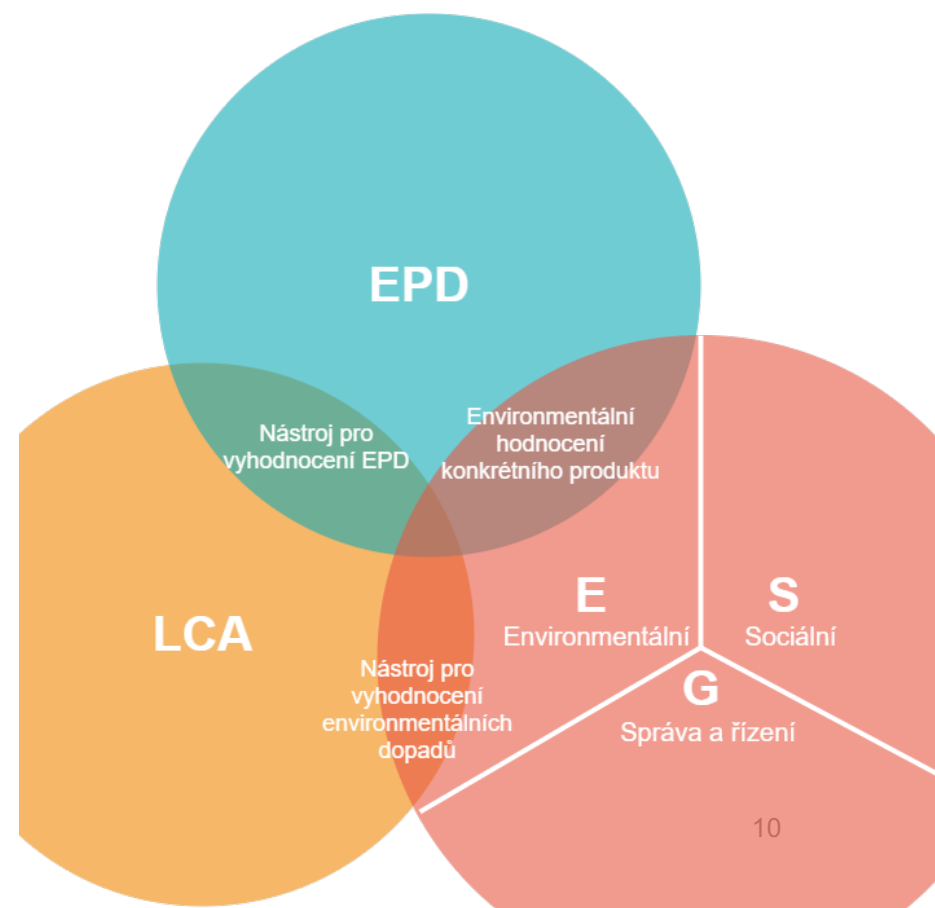 EPD
Nástroj pro
vyhodnocení EPD
Environmentální
hodnocení
konkrétního produktu
LCA
Nástroj pro
vyhodnocení
environmentálních
dopadů
E
Environmentální
S
Sociální
G
Správa a řízení
10